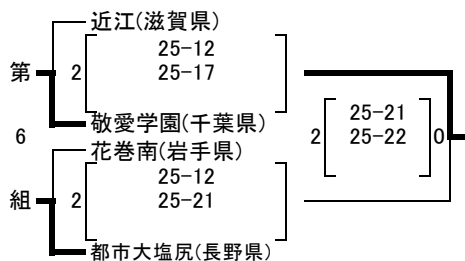 近江(滋賀県)
25-12
第 2 25-17
敬愛学園(千葉県)
25-21
6 2 25-22 0
花巻南(岩手県)
25-12
組 2 25-21
都市大塩尻(長野県)